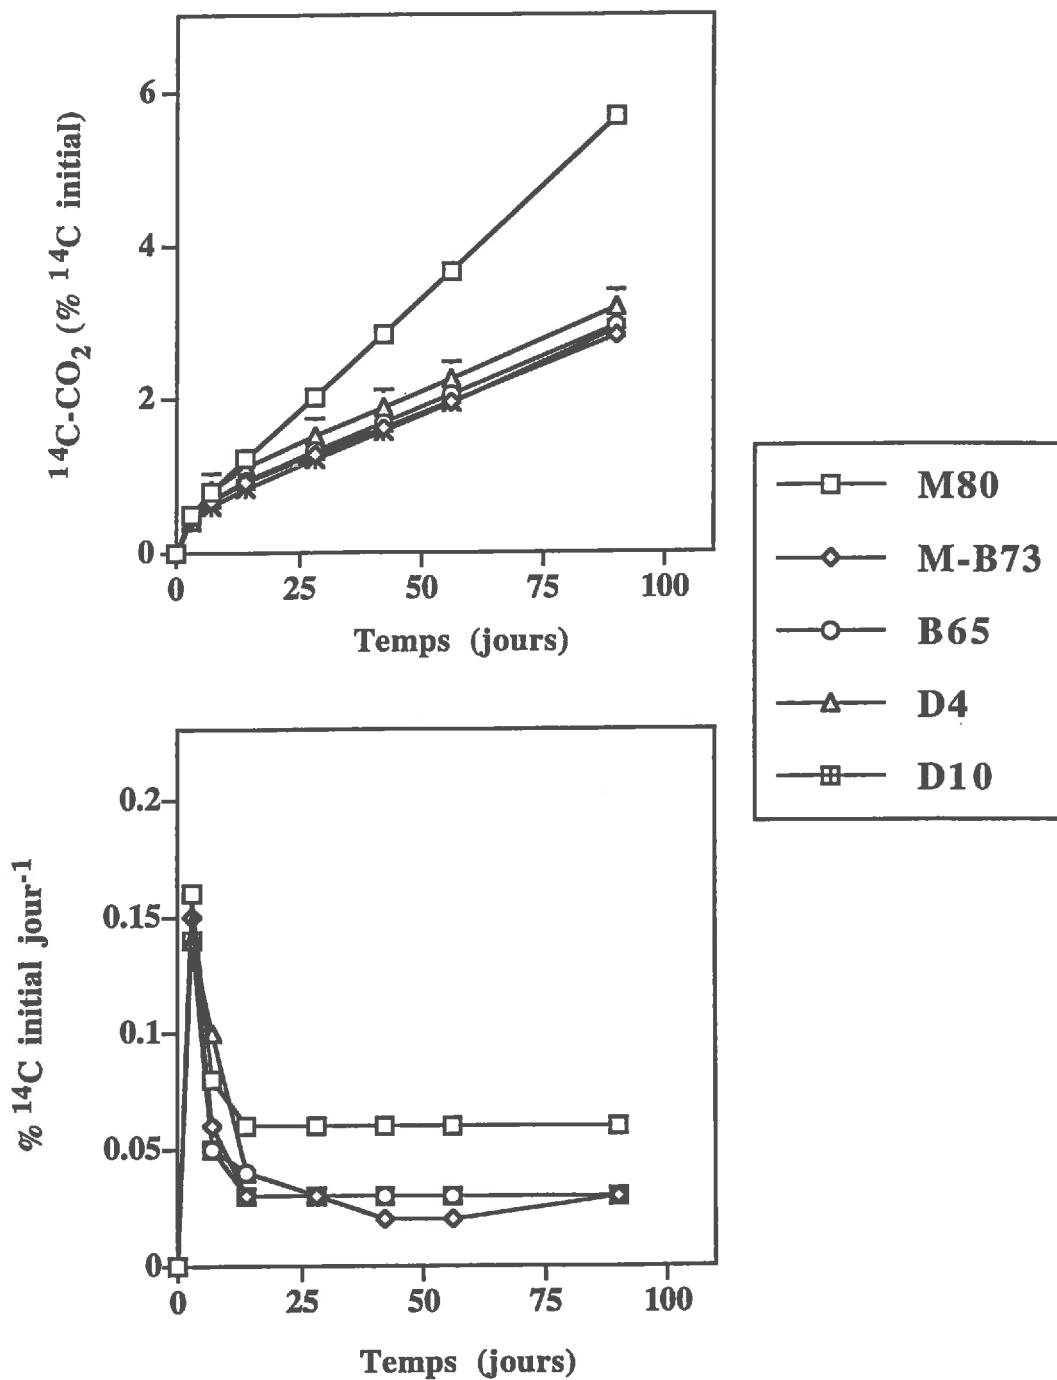 6
4
2
0
0 25 50 75 100
¹⁴C-CO₂ (% ¹⁴C initial)
Temps (jours)
M80
M-B73
B65
D4
D10
0.2
0.15
0.1
0.05
0
0 25 50 75 100
% ¹⁴C initial jour⁻¹
Temps (jours)